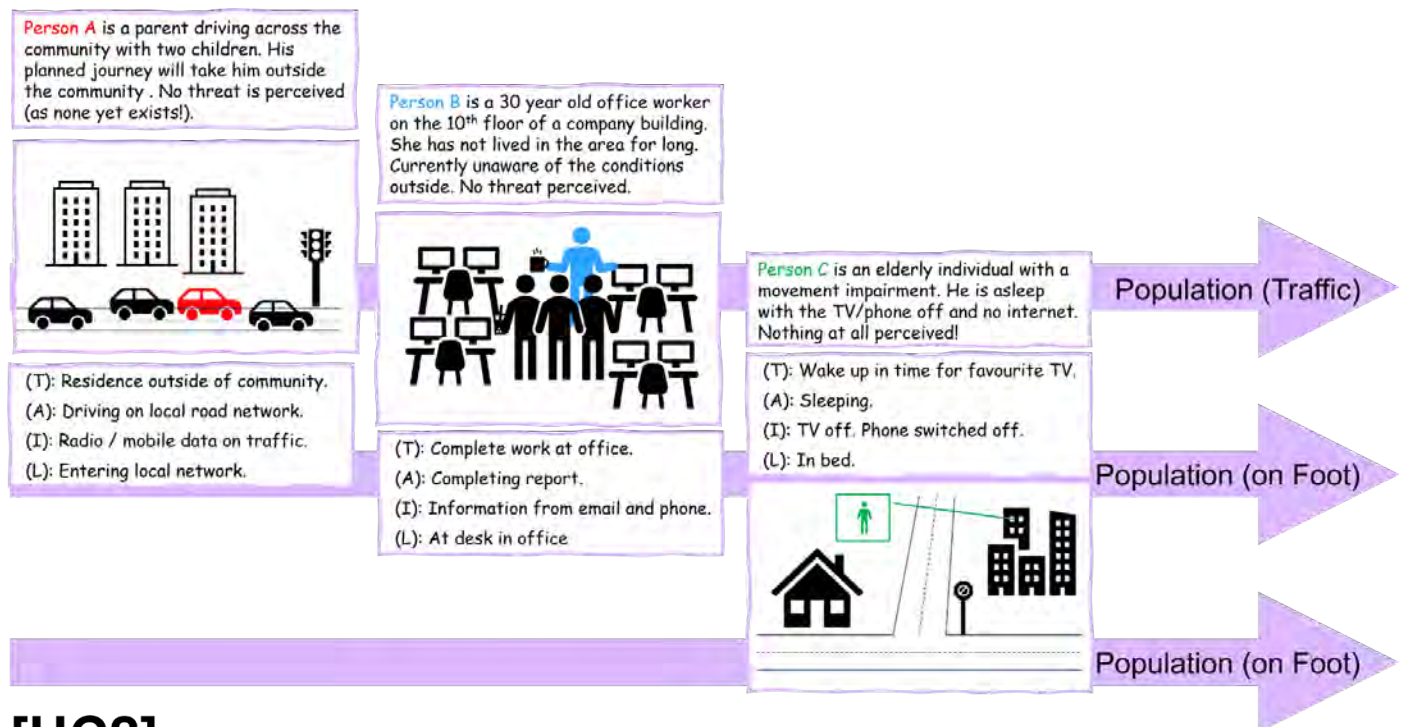 Person A is a parent driving across the
community with two children. His
planned journey will take him outside
the community . No threat is perceived
(as none yet exists!).
(T): Residence outside of community.
(A): Driving on local road network.
(I): Radio / mobile data on traffic.
(L): Entering local network.
Person B is a 30 year old office worker
on the 10th floor of a company building.
She has not lived in the area for long.
Currently unaware of the conditions
outside. No threat perceived.
(T): Complete work at office.
(A): Completing report.
(I): Information from email and phone.
(L): At desk in office
Person C is an elderly individual with a
movement impairment. He is asleep
with the TV/phone off and no internet.
Nothing at all perceived!
(T): Wake up in time for favourite TV.
(A): Sleeping.
(I): TV off. Phone switched off.
(L): In bed.
Population (Traffic)
Population (on Foot)
Population (on Foot)